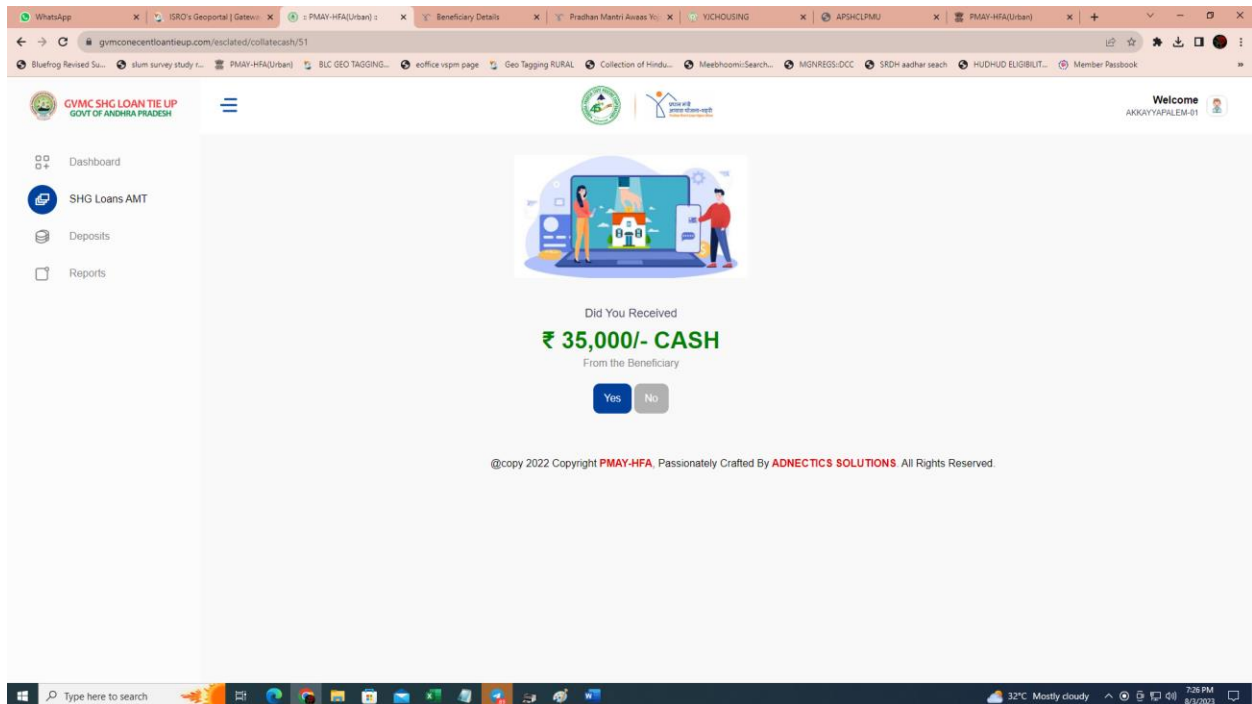 WhatsApp
ISRO's Geoportal | Gatewa
:: PMAY-HFA(Urban) ::
Beneficiary Details
Pradhan Mantri Awaas Yoj
YJCHOUSING
APSHCLPMU
PMAY-HFA(Urban)
gvmconecentloantieup.com/esclated/collatecash/51
Bluefrog Revised Su...
slum survey study r...
PMAY-HFA(Urban)
BLC GEO TAGGING...
eoffice vspm page
Geo Tagging RURAL
Collection of Hindu...
Meebhoomi:Search...
MGNREGS::DCC
SRDH aadhar seach
HUDHUD ELIGIBILIT...
Member Passbook
GVMC SHG LOAN TIE UP
GOVT OF ANDHRA PRADESH
प्रधान मंत्री
आवास योजना-शहरी
Welcome
AKKAYYAPALEM-01
Dashboard
SHG Loans AMT
Deposits
Reports
Did You Received
₹ 35,000/- CASH
From the Beneficiary
Yes No
@copy 2022 Copyright PMAY-HFA, Passionately Crafted By ADNECTICS SOLUTIONS. All Rights Reserved.
Type here to search
32°C Mostly cloudy
7:26 PM
8/3/2023